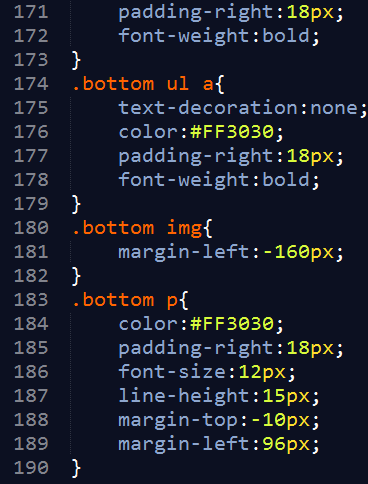 171 padding-right:18px;
172 font-weight:bold;
173 }
174 .bottom ul a{
175 text-decoration:none;
176 color:#FF3030;
177 padding-right:18px;
178 font-weight:bold;
179 }
180 .bottom img{
181 margin-left:-160px;
182 }
183 .bottom p{
184 color:#FF3030;
185 padding-right:18px;
186 font-size:12px;
187 line-height:15px;
188 margin-top:-10px;
189 margin-left:96px;
190 }